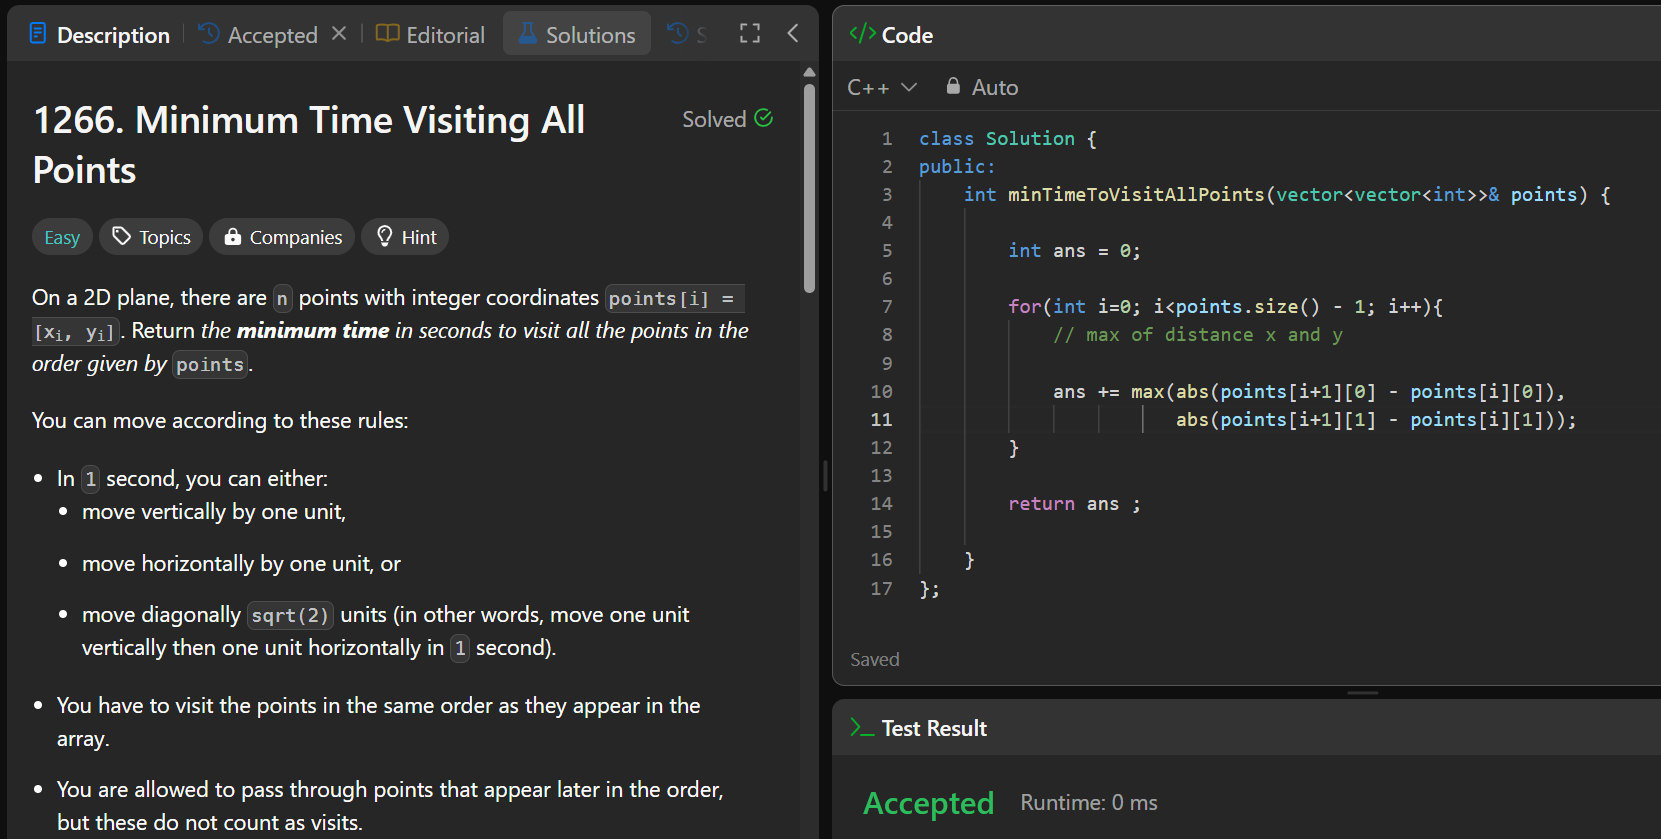 Description
Accepted
Editorial
Solutions
S
1266. Minimum Time Visiting All
Points
Solved
Easy
Topics
Companies
Hint
On a 2D plane, there are n points with integer coordinates points[i] =
[xi, yi]. Return the minimum time in seconds to visit all the points in the
order given by points.
You can move according to these rules:
• In 1 second, you can either:
• move vertically by one unit,
• move horizontally by one unit, or
• move diagonally sqrt(2) units (in other words, move one unit
vertically then one unit horizontally in 1 second).
• You have to visit the points in the same order as they appear in the
array.
• You are allowed to pass through points that appear later in the order,
but these do not count as visits.
</> Code
C++
Auto
1 class Solution {
2 public:
3 int minTimeToVisitAllPoints(vector<vector<int>>& points) {
4
5 int ans = 0;
6
7 for(int i=0; i<points.size() - 1; i++){
8 // max of distance x and y
9
10 ans += max(abs(points[i+1][0] - points[i][0]),
11 abs(points[i+1][1] - points[i][1]));
12 }
13
14 return ans ;
15
16 }
17 };
Saved
>_ Test Result
Accepted Runtime: 0 ms